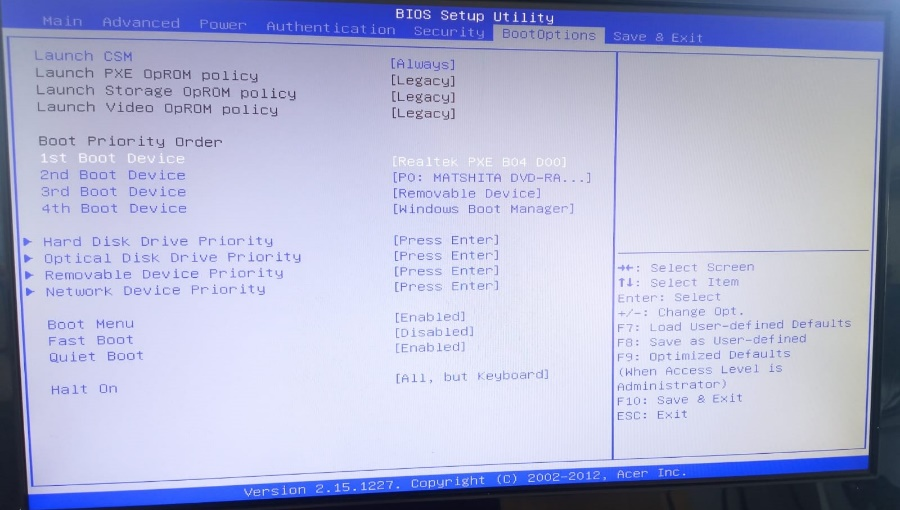 BIOS Setup Utility
Main Advanced Power Authentication Security BootOptions Save & Exit
Launch CSM [Always]
Launch PXE OpROM policy [Legacy]
Launch Storage OpROM policy [Legacy]
Launch Video OpROM policy [Legacy]
Boot Priority Order
1st Boot Device [Realtek PXE B04 D00]
2nd Boot Device [P0: MATSHITA DVD-RA...]
3rd Boot Device [Removable Device]
4th Boot Device [Windows Boot Manager]
Hard Disk Drive Priority [Press Enter]
Optical Disk Drive Priority [Press Enter]
Removable Device Priority [Press Enter]
Network Device Priority [Press Enter]
Boot Menu [Enabled]
Fast Boot [Disabled]
Quiet Boot [Enabled]
Halt On [All, but Keyboard]
→←: Select Screen
↑↓: Select Item
Enter: Select
+/-: Change Opt.
F7: Load User-defined Defaults
F8: Save as User-defined
F9: Optimized Defaults
(When Access Level is
Administrator)
F10: Save & Exit
ESC: Exit
Version 2.15.1227. Copyright (C) 2002-2012, Acer Inc.